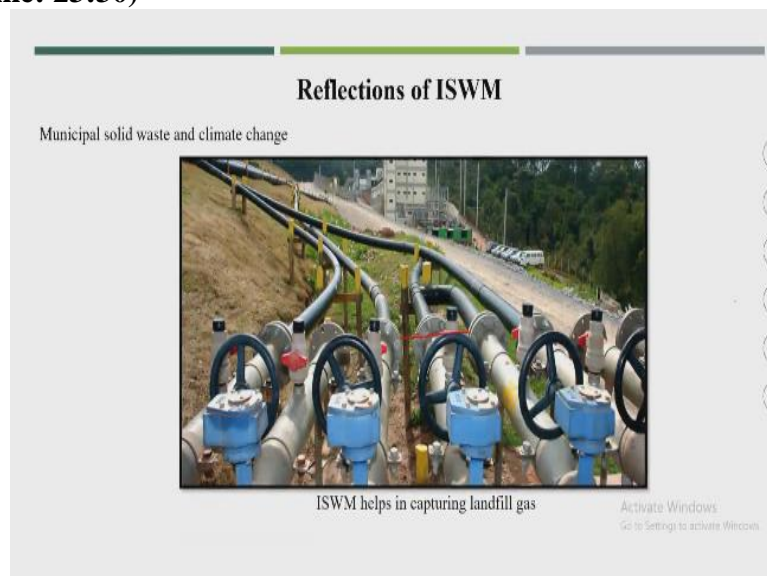 Reflections of ISWM
Municipal solid waste and climate change
ISWM helps in capturing landfill gas
Activate Windows
Go to Settings to activate Windows.